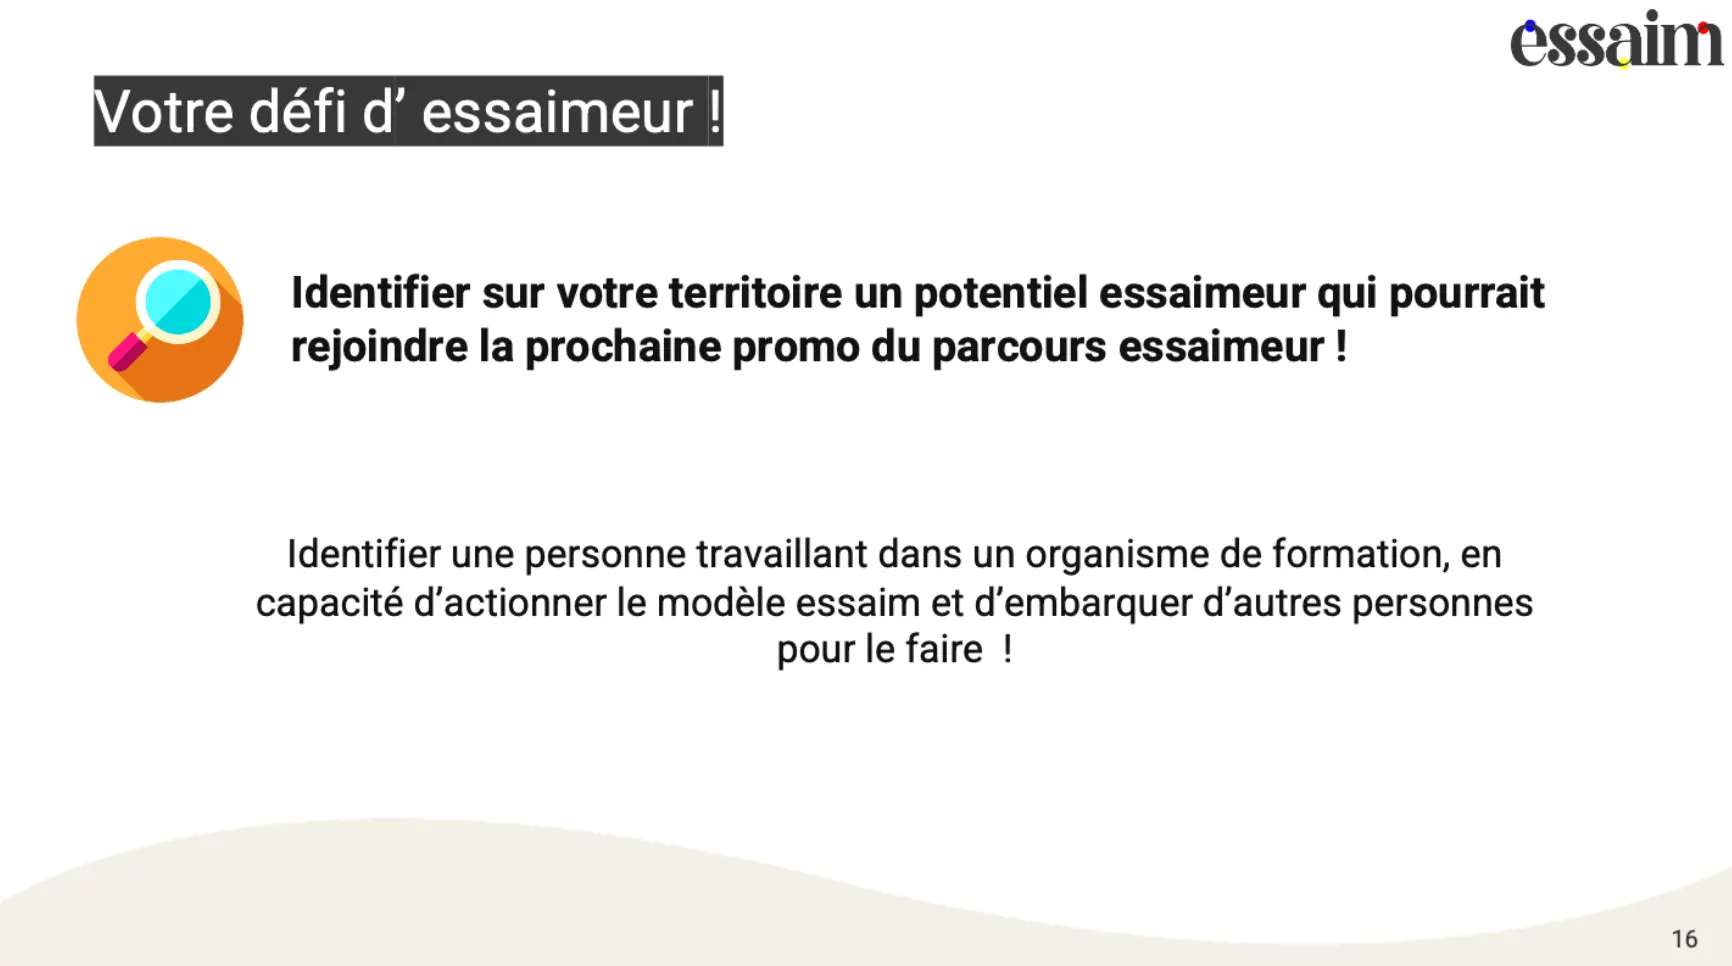 essaim
Votre défi d’ essaimeur !
Identifier sur votre territoire un potentiel essaimeur qui pourrait
rejoindre la prochaine promo du parcours essaimeur !
Identifier une personne travaillant dans un organisme de formation, en
capacité d’actionner le modèle essaim et d’embarquer d’autres personnes
pour le faire  !
16